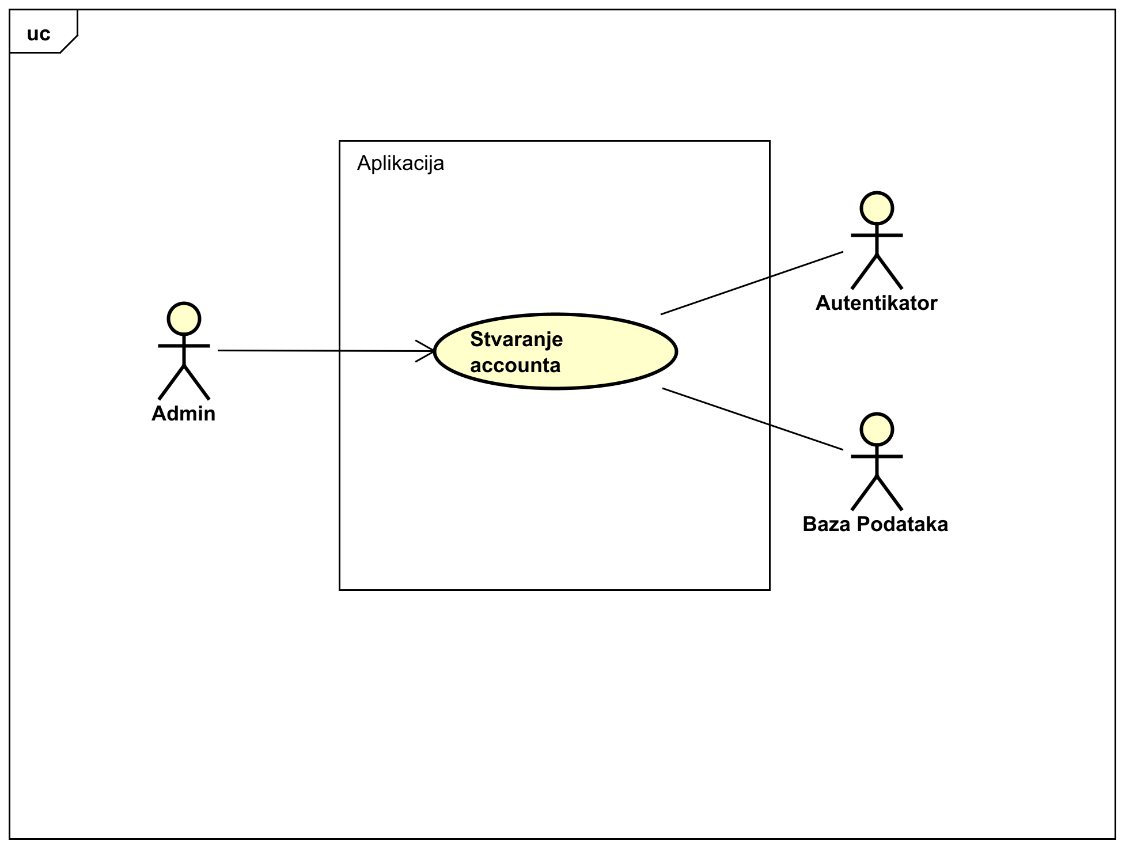 uc
Aplikacija
Autentikator
Stvaranje
accounta
Admin
Baza Podataka